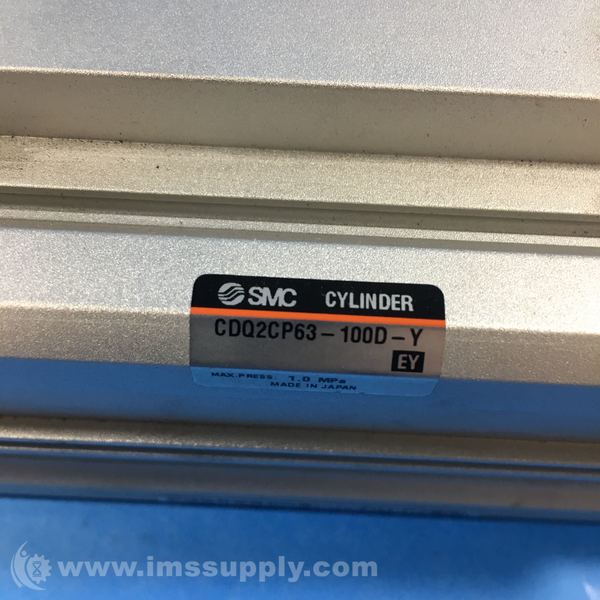 SMC CYLINDER
CDQ2CP63-100D-Y
EY
MAX.PRESS. 1.0 MPa
MADE IN JAPAN
www.imssupply.com